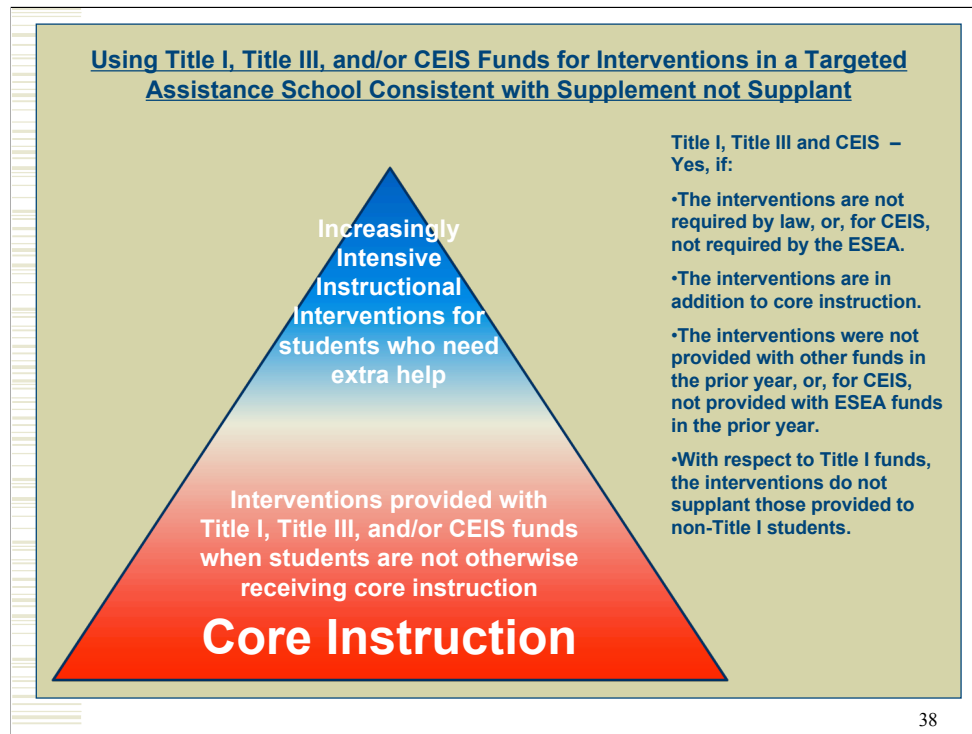 Using Title I, Title III, and/or CEIS Funds for Interventions in a Targeted
Assistance School Consistent with Supplement not Supplant
Increasingly
Intensive
Instructional
Interventions for
students who need
extra help
Interventions provided with
Title I, Title III, and/or CEIS funds
when students are not otherwise
receiving core instruction
Core Instruction
Title I, Title III and CEIS –
Yes, if:
•The interventions are not
required by law, or, for CEIS,
not required by the ESEA.
•The interventions are in
addition to core instruction.
•The interventions were not
provided with other funds in
the prior year, or, for CEIS,
not provided with ESEA funds
in the prior year.
•With respect to Title I funds,
the interventions do not
supplant those provided to
non-Title I students.
38